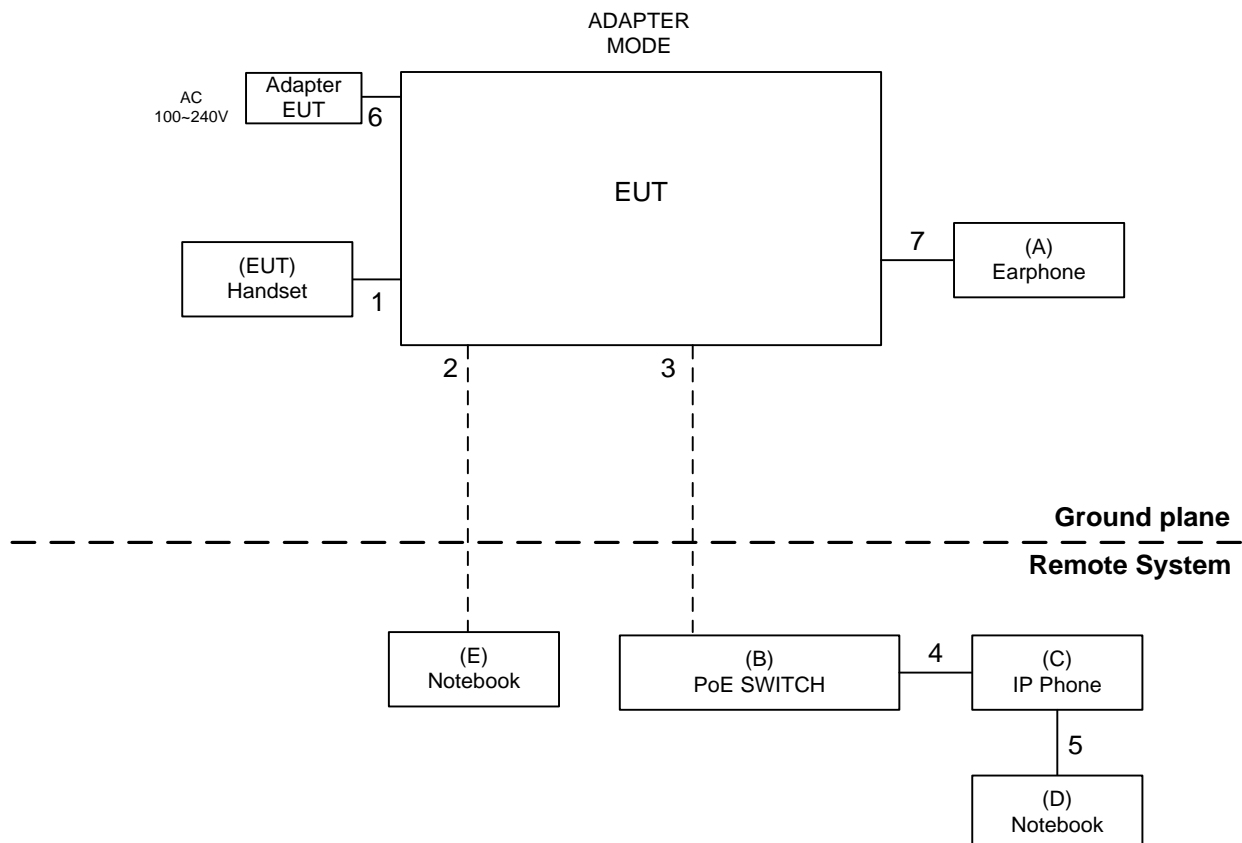 ADAPTER
MODE
Adapter
EUT
AC
100~240V
6
EUT
7
(A)
Earphone
(EUT)
Handset
1
2
3
Ground plane
Remote System
(E)
Notebook
(B)
PoE SWITCH
4
(C)
IP Phone
5
(D)
Notebook